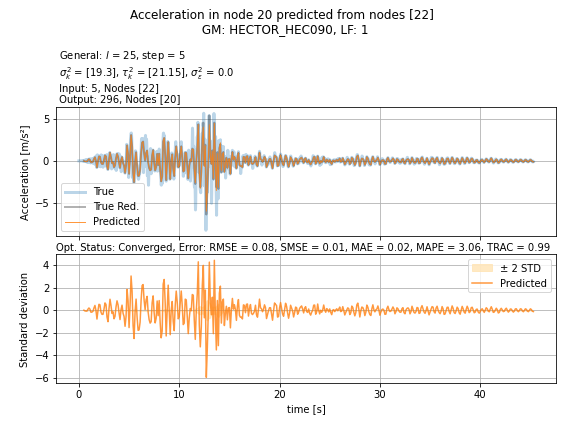 Acceleration in node 20 predicted from nodes [22]
GM: HECTOR_HEC090, LF: 1
General: l = 25, step = 5
σ²ₖ = [19.3], τ²ₖ = [21.15], σ²ε = 0.0
Input: 5, Nodes [22]
Output: 296, Nodes [20]
Acceleration [m/s²]
5
0
−5
True
True Red.
Predicted
Opt. Status: Converged, Error: RMSE = 0.08, SMSE = 0.01, MAE = 0.02, MAPE = 3.06, TRAC = 0.99
Standard deviation
4
2
0
−2
−4
−6
± 2 STD
Predicted
0 10 20 30 40
time [s]